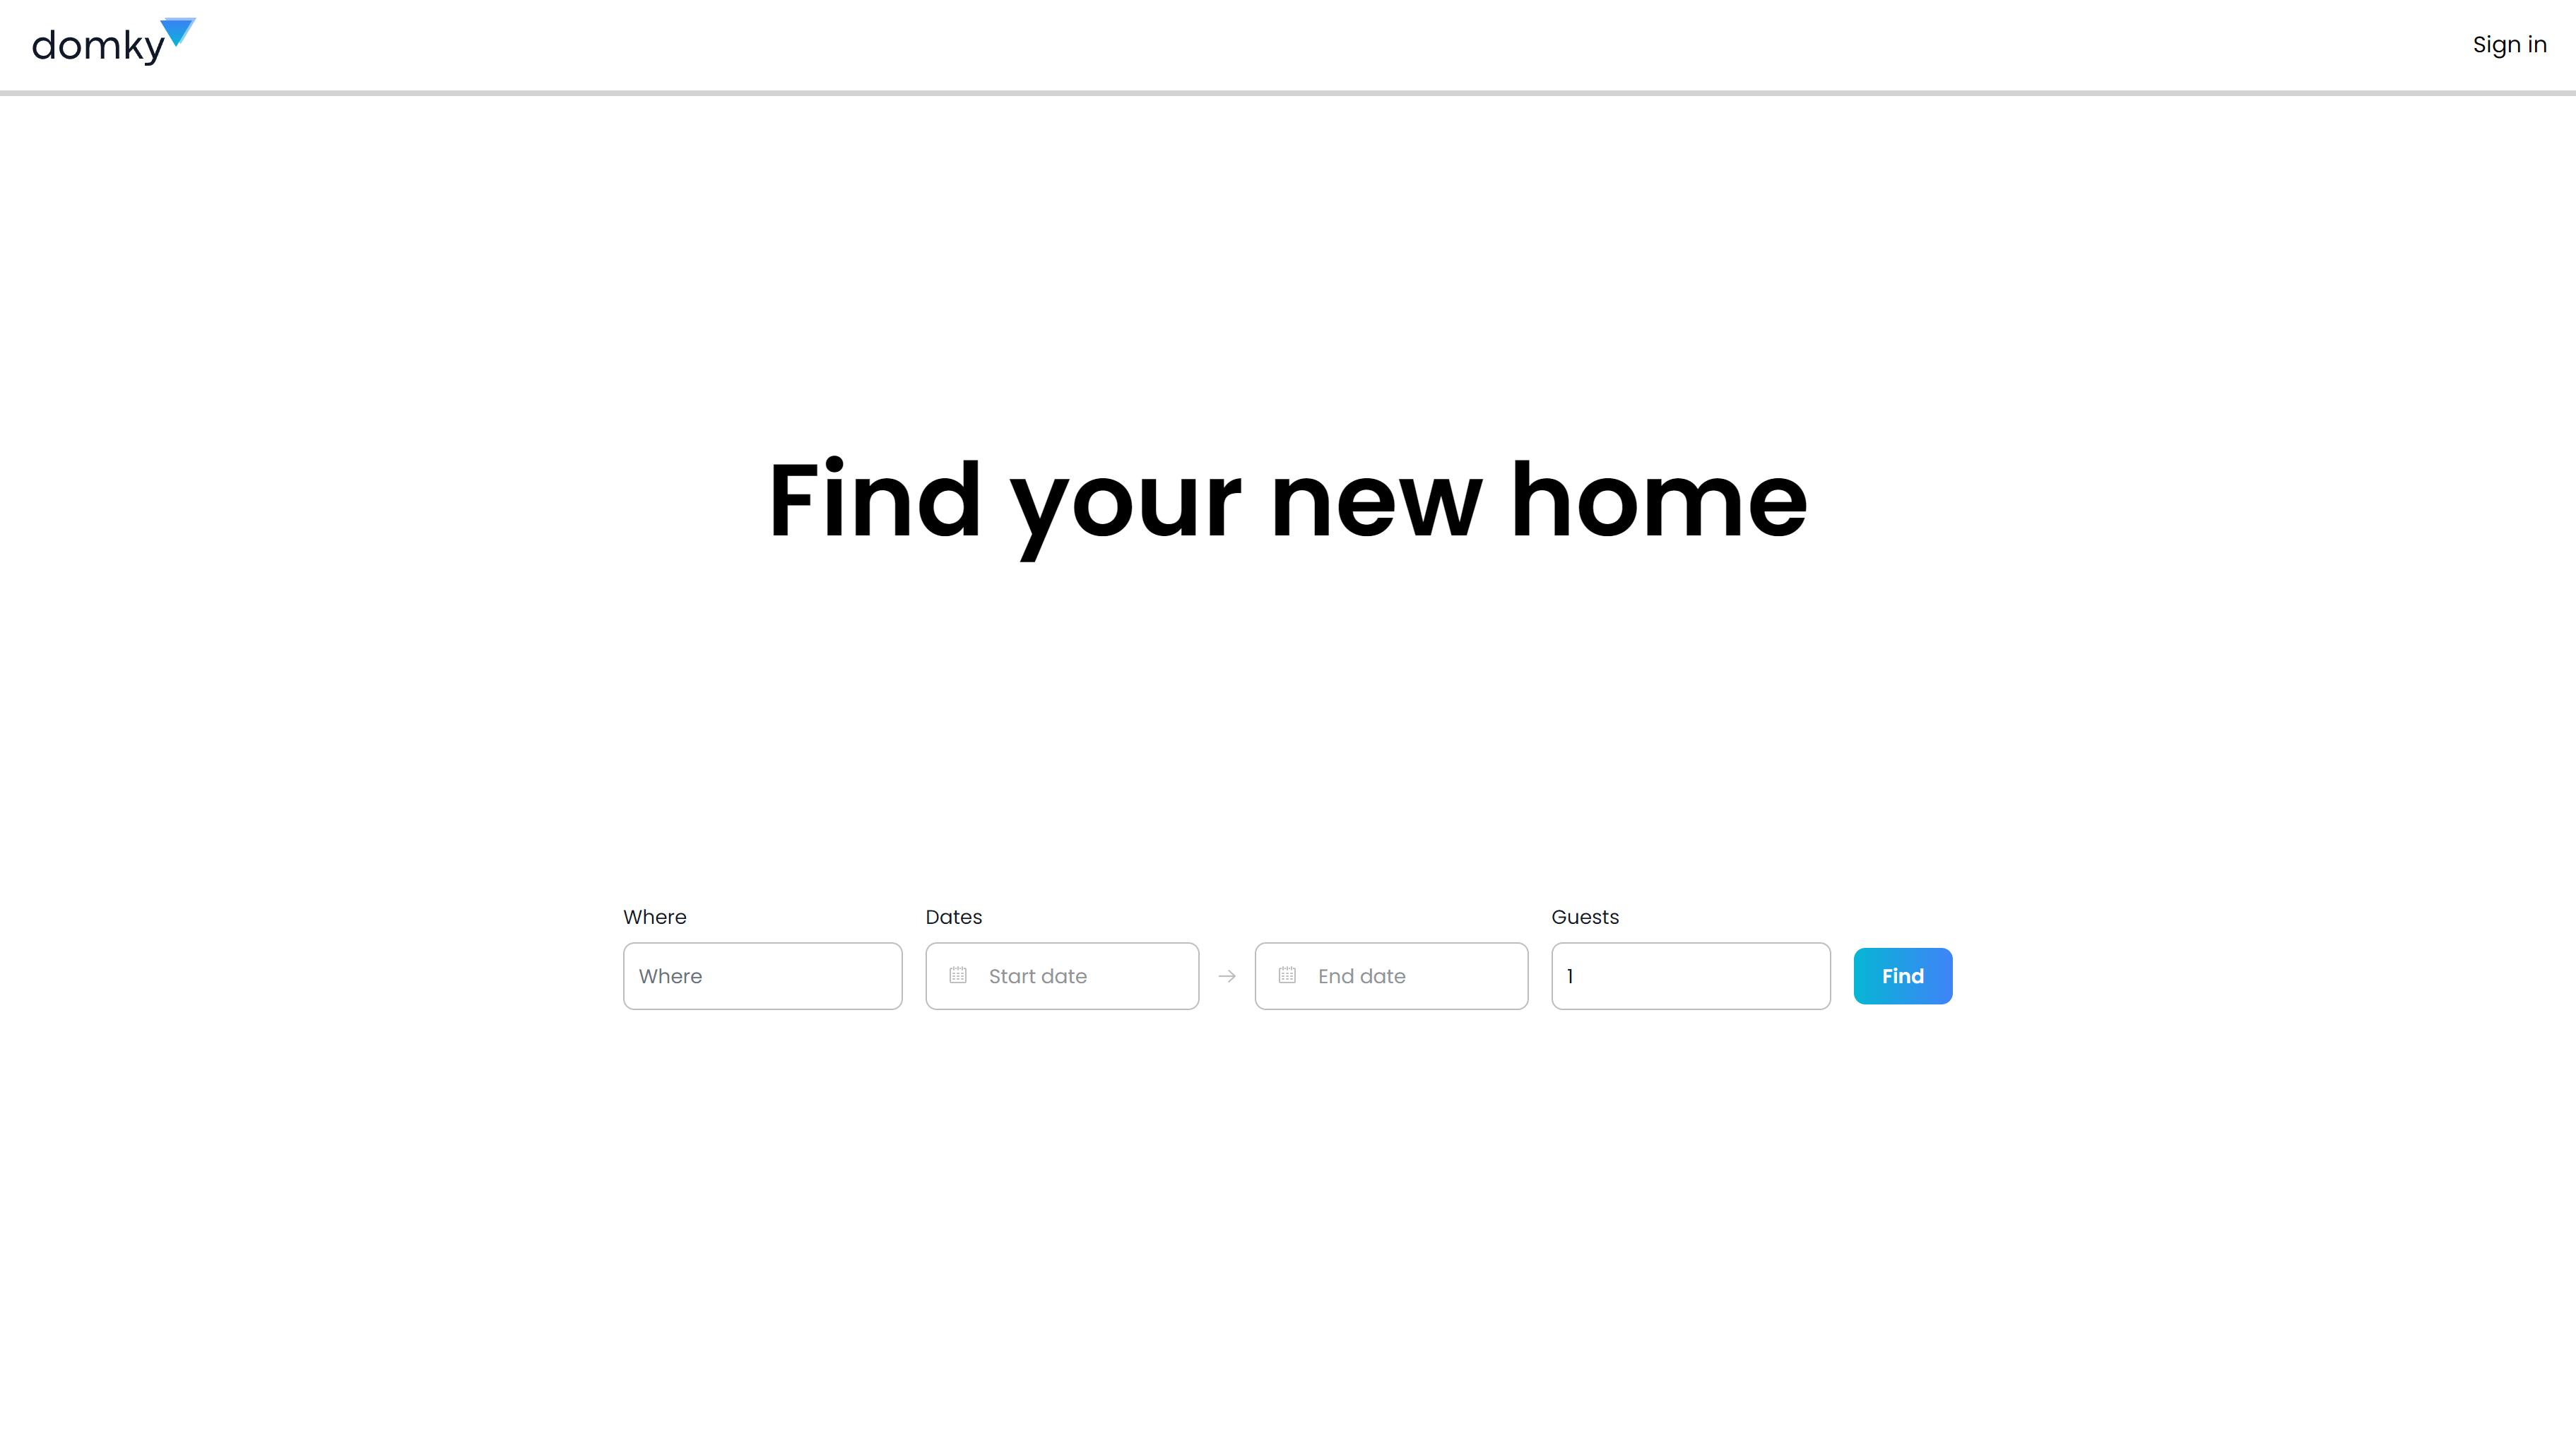 domky
Sign in
Find your new home
Where
Dates
Guests
Where
Start date
End date
1
Find